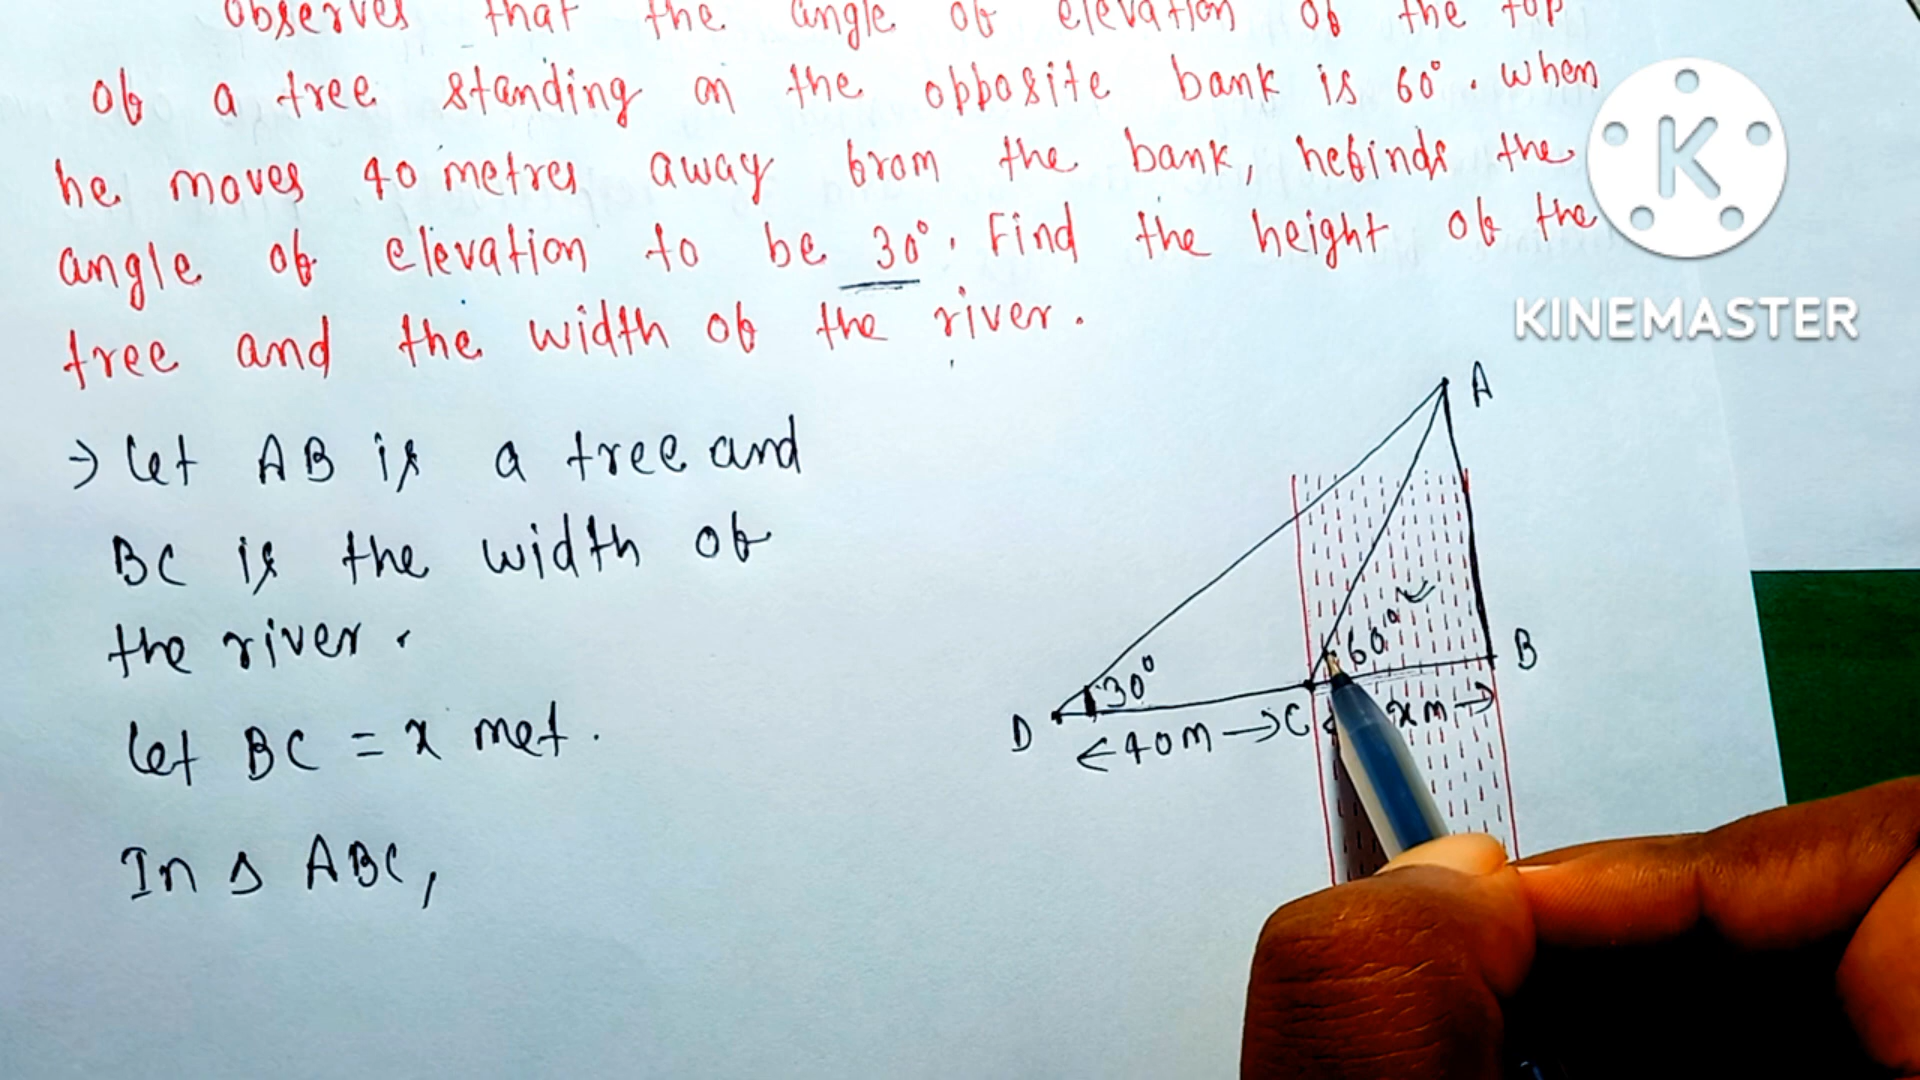 observes that the angle of elevation of the top
of a tree standing on the opposite bank is 60°. when
he moves 40 metres away from the bank, he finds the
angle of elevation to be 30°. Find the height of the
tree and the width of the river.
K
KINEMASTER
→ Let AB is a tree and
BC is the width of
the river.
Let BC = x met.
In △ ABC,
A
60°
B
30°
D
←40m→
C
x m→